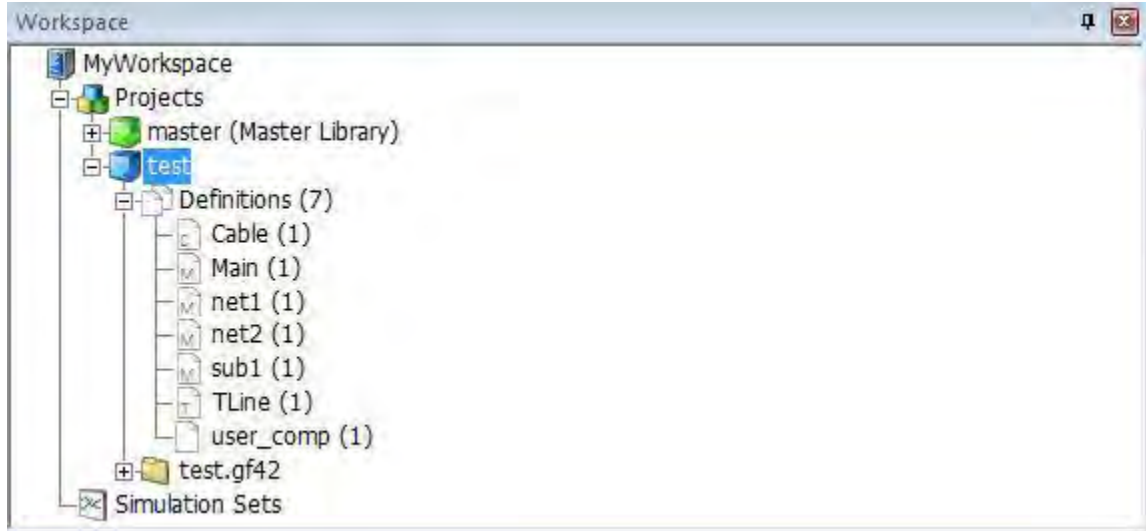 Workspace
MyWorkspace
Projects
master (Master Library)
test
Definitions (7)
C Cable (1)
M Main (1)
M net1 (1)
M net2 (1)
M sub1 (1)
T TLine (1)
user_comp (1)
test.gf42
Simulation Sets